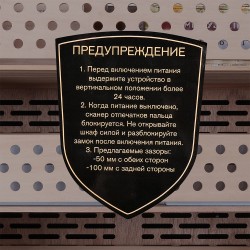 ПРЕДУПРЕЖДЕНИЕ
1. Перед включением питания
выдержите устройство в
вертикальном положении более
24 часов.
2. Когда питание выключено,
сканер отпечатков пальца
блокируется. Не открывайте
шкаф силой и разблокируйте
замок после включения питания.
3. Предлагаемые зазоры:
-50 мм с обеих сторон
-100 мм с задней стороны